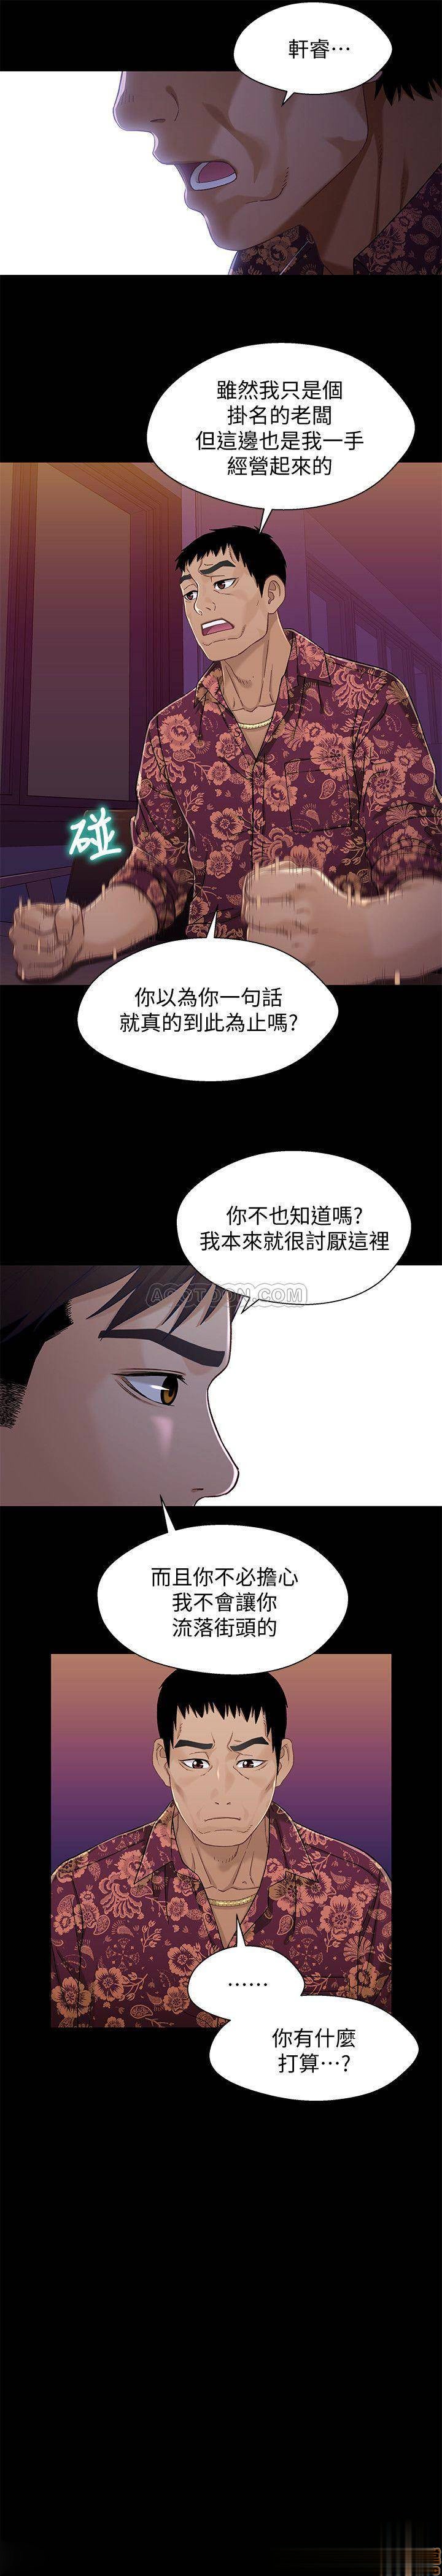 軒睿⋯
雖然我只是個
掛名的老闆
但這邊也是我一手
經營起來的
碰
你以為你一句話
就真的到此為止嗎?
你不也知道嗎?
我本來就很討厭這裡
而且你不必擔心
我不會讓你
流落街頭的
⋯⋯
你有什麼
打算⋯?